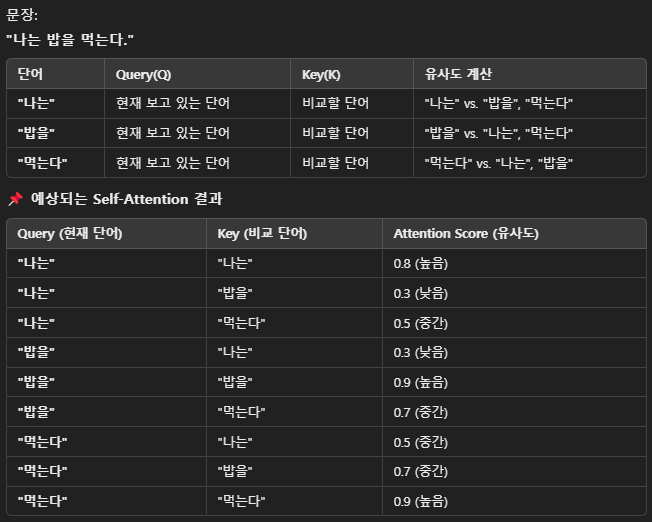 문장:
"나는 밥을 먹는다."
단어 Query(Q) Key(K) 유사도 계산
"나는" 현재 보고 있는 단어 비교할 단어 "나는" vs. "밥을", "먹는다"
"밥을" 현재 보고 있는 단어 비교할 단어 "밥을" vs. "나는", "먹는다"
"먹는다" 현재 보고 있는 단어 비교할 단어 "먹는다" vs. "나는", "밥을"
📌 예상되는 Self-Attention 결과
Query (현재 단어) Key (비교 단어) Attention Score (유사도)
"나는" "나는" 0.8 (높음)
"나는" "밥을" 0.3 (낮음)
"나는" "먹는다" 0.5 (중간)
"밥을" "나는" 0.3 (낮음)
"밥을" "밥을" 0.9 (높음)
"밥을" "먹는다" 0.7 (중간)
"먹는다" "나는" 0.5 (중간)
"먹는다" "밥을" 0.7 (중간)
"먹는다" "먹는다" 0.9 (높음)